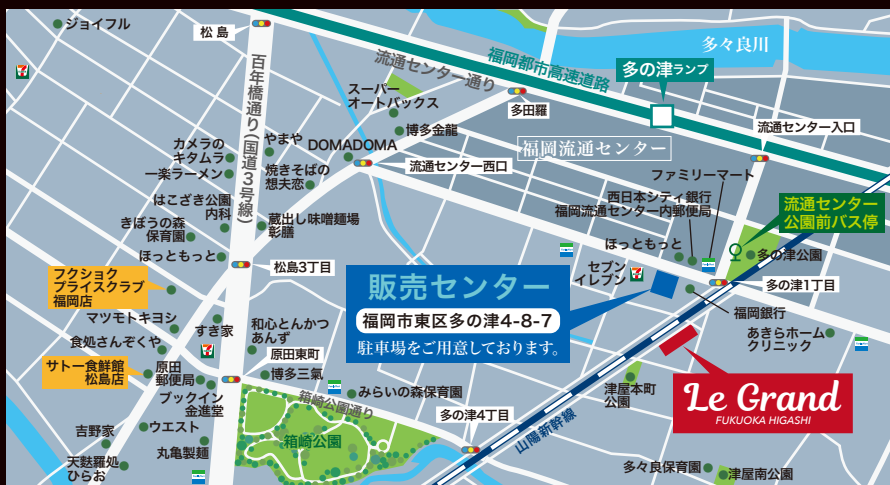 ジョイフル
松 島
多々良川
福岡都市高速道路
流通センター通り
多の津ランプ
スーパー
オートバックス
多田羅
流通センター入口
百年橋通り(国道3号線)
博多金龍
カメラの
キタムラ
やまや
DOMADOMA
福岡流通センター
一楽ラーメン
焼きそばの
想夫恋
流通センター西口
ファミリーマート
はこざき公園
内科
西日本シティ銀行
福岡流通センター内郵便局
流通センター
公園前バス停
きぼうの森
保育園
蔵出し味噌麺場
彰膳
ほっともっと
ほっともっと
多の津公園
松島3丁目
フクショク
プライスクラブ
福岡店
販売センター
福岡市東区多の津4-8-7
駐車場をご用意しております。
セブン
イレブン
多の津1丁目
マツモトキヨシ
すき家
和心とんかつ
あんず
福岡銀行
食処さんぞくや
原田東町
あきらホーム
クリニック
サトー食鮮館
松島店
原田
郵便局
博多三氣
ブックイン
金進堂
みらいの森保育園
津屋本町
公園
Le Grand
FUKUOKA HIGASHI
箱崎公園通り
多の津4丁目
吉野家
ウエスト
箱崎公園
山陽新幹線
丸亀製麺
天麩羅処
ひらお
多々良保育園
津屋南公園